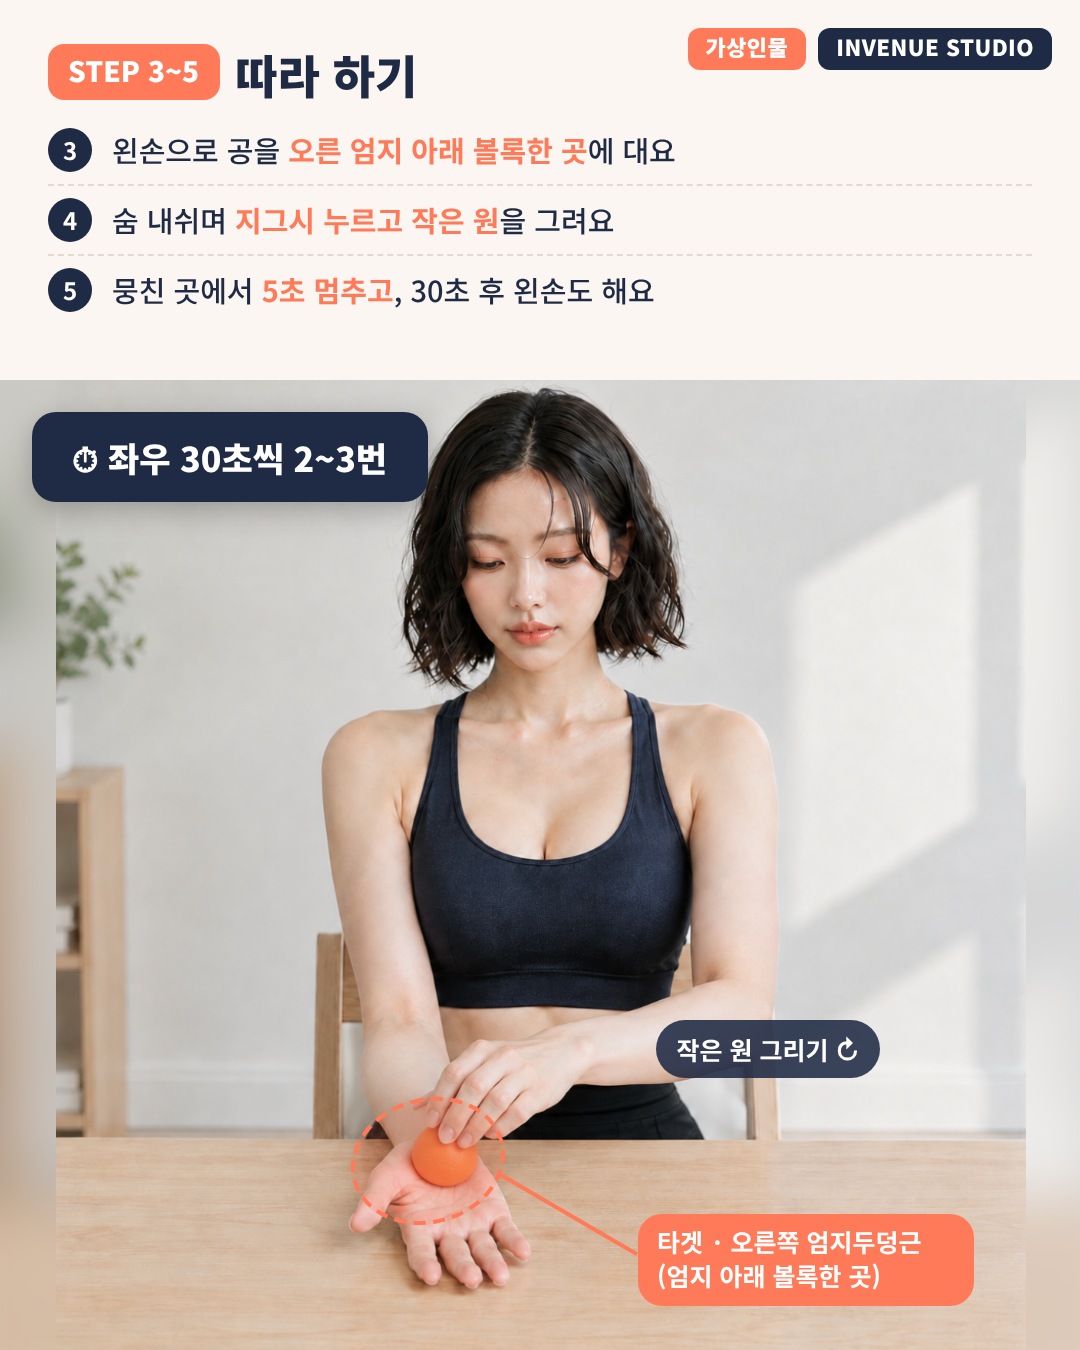 STEP 3~5 따라 하기
가상인물
INVENUE STUDIO
3 왼손으로 공을 오른 엄지 아래 볼록한 곳에 대요
4 숨 내쉬며 지그시 누르고 작은 원을 그려요
5 뭉친 곳에서 5초 멈추고, 30초 후 왼손도 해요
⏱ 좌우 30초씩 2~3번
작은 원 그리기 ↻
타겟 · 오른쪽 엄지두덩근
(엄지 아래 볼록한 곳)